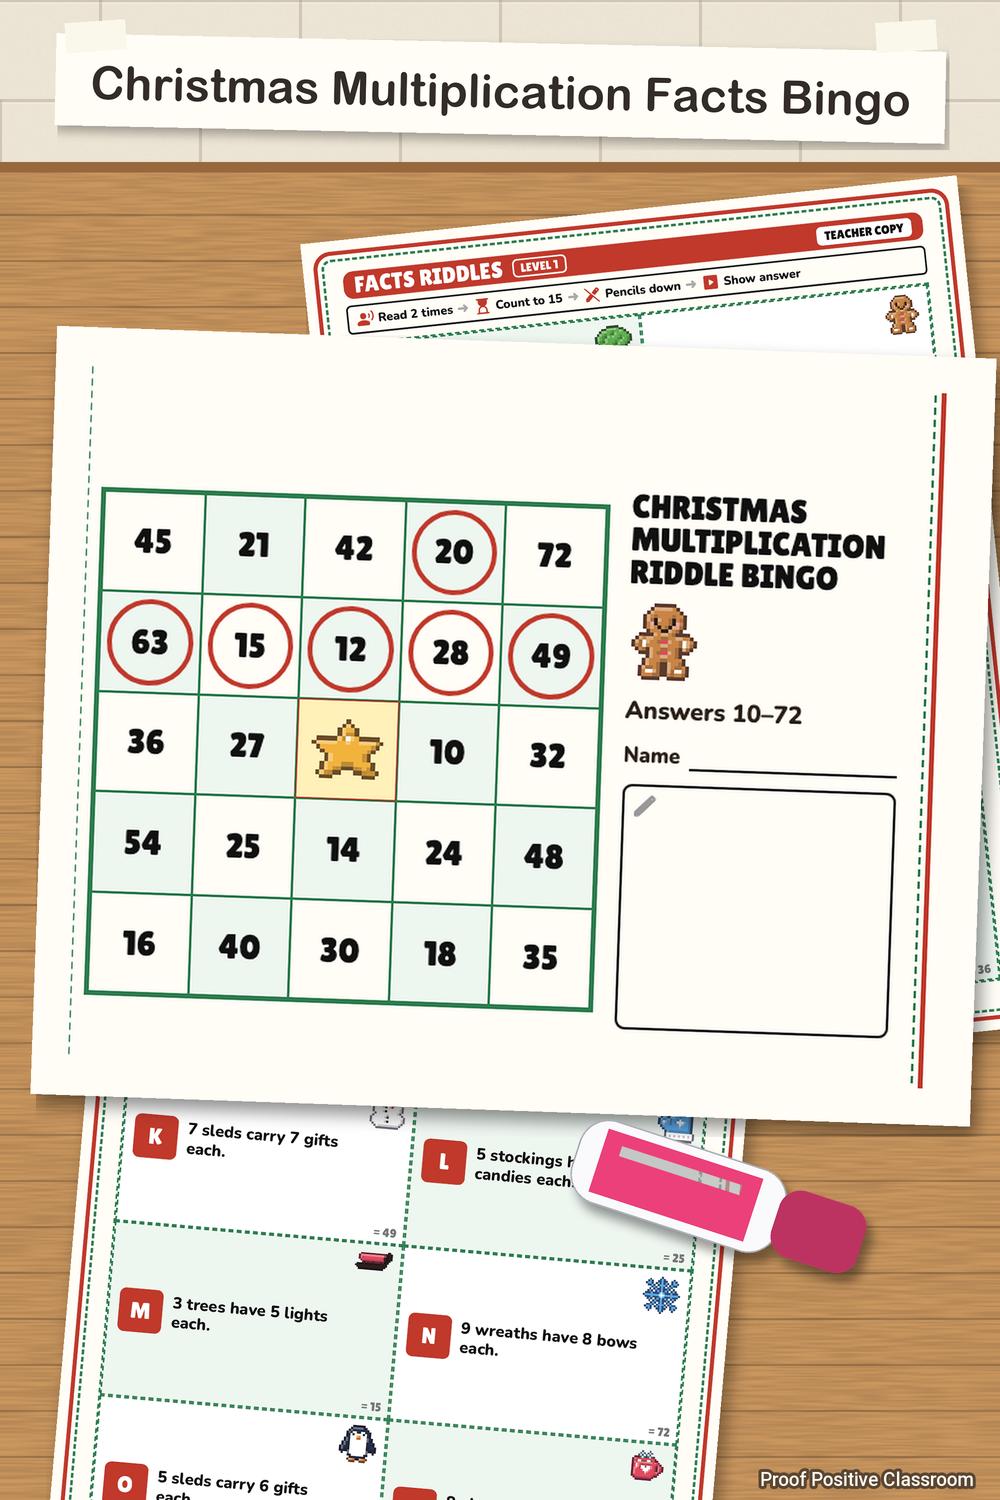 Christmas Multiplication Facts Bingo
FACTS RIDDLES LEVEL 1 TEACHER COPY
Read 2 times → Count to 15 → Pencils down → Show answer
45 21 42 20 72
63 15 12 28 49
36 27 10 32
54 25 14 24 48
16 40 30 18 35
CHRISTMAS
MULTIPLICATION
RIDDLE BINGO
Answers 10–72
Name
36
K 7 sleds carry 7 gifts
each.
= 49
L 5 stockings
candies each.
= 25
M 3 trees have 5 lights
each.
= 15
N 9 wreaths have 8 bows
each.
= 72
O 5 sleds carry 6 gifts
each.
Proof Positive Classroom